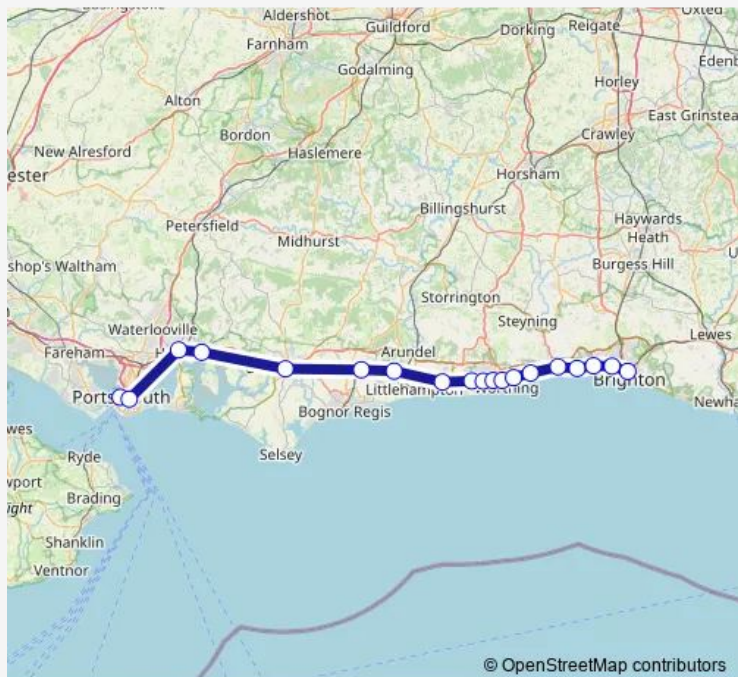 Aldershot
Guildford
Dorking
Reigate
Oxted
Farnham
Godalming
Horley
Edenb
Alton
Bordon
Crawley
East Grinstea
New Alresford
Haslemere
ester
Horsham
Billingshurst
Petersfield
Haywards
Heath
Midhurst
shop's Waltham
Burgess Hill
Storrington
Steyning
Waterlooville
Lewes
Fareham
Arundel
Littlehampton
Worthing
Brighton
Portsmouth
Bognor Regis
Newha
owes
Selsey
Ryde
wport
Brading
ight
Shanklin
Ventnor
© OpenStreetMap contributors